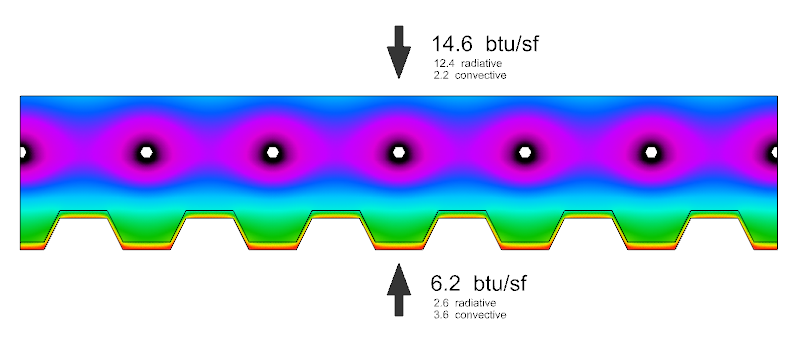 14.6 btu/sf
12.4 radiative
2.2 convective
6.2 btu/sf
2.6 radiative
3.6 convective